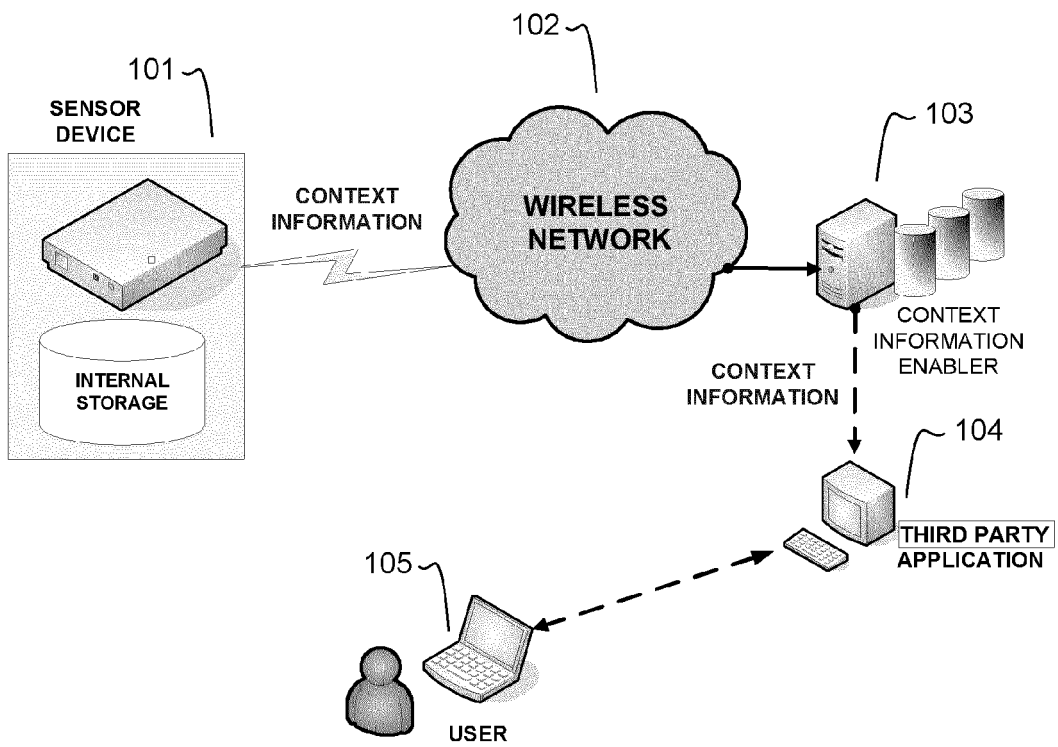 102
101
SENSOR
DEVICE
103
CONTEXT
INFORMATION
WIRELESS
NETWORK
INTERNAL
STORAGE
CONTEXT
INFORMATION
ENABLER
CONTEXT
INFORMATION
104
THIRD PARTY
APPLICATION
105
USER